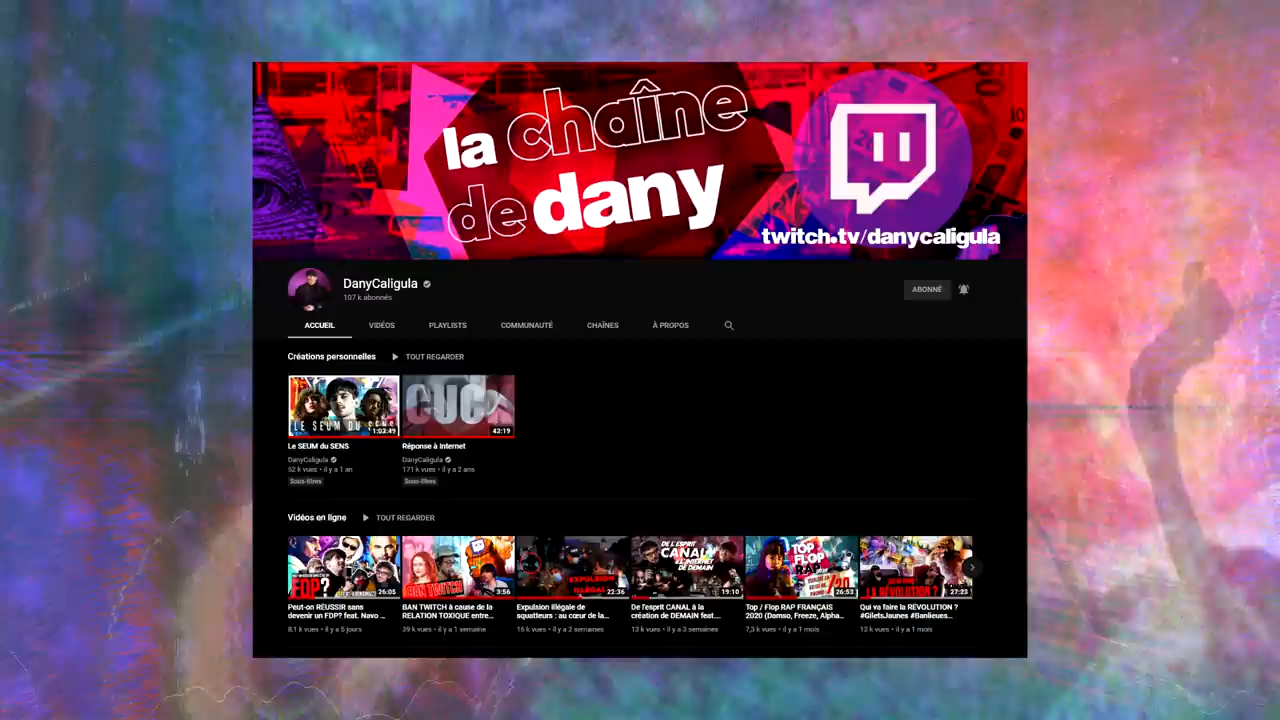 la chaîne
de dany
twitch.tv/danycaligula
DanyCaligula
107 k abonnés
ABONNÉ
ACCUEIL VIDÉOS PLAYLISTS COMMUNAUTÉ CHAÎNES À PROPOS
Créations personnelles TOUT REGARDER
LE SEUM DU SENS
1:03:49
CUCK
43:19
Le SEUM du SENS
DanyCaligula
52 k vues • il y a 1 an
Sous-titres
Réponse à Internet
DanyCaligula
171 k vues • il y a 2 ans
Sous-titres
Vidéos en ligne TOUT REGARDER
FDP?
26:05
Peut-on RÉUSSIR sans
devenir un FDP? feat. Navo ...
8,1 k vues • il y a 5 jours
BAN TWITCH
3:56
BAN TWITCH à cause de la
RELATION TOXIQUE entre...
39 k vues • il y a 1 semaine
EXPULSION
ILLÉGALE
22:36
Expulsion illégale de
squatteurs : au cœur de la...
16 k vues • il y a 2 semaines
DE L'ESPRIT
CANAL
À L'INTERNET
DE DEMAIN
19:10
De l'esprit CANAL à la
création de DEMAIN feat....
13 k vues • il y a 3 semaines
TOP
FLOP
RAP
26:53
Top / Flop RAP FRANÇAIS
2020 (Damso, Freeze, Alpha...
7,3 k vues • il y a 1 mois
QUI VA FAIRE
LA RÉVOLUTION ?
27:23
Qui va faire la REVOLUTION ?
#GiletsJaunes #Banlieues...
12 k vues • il y a 1 mois